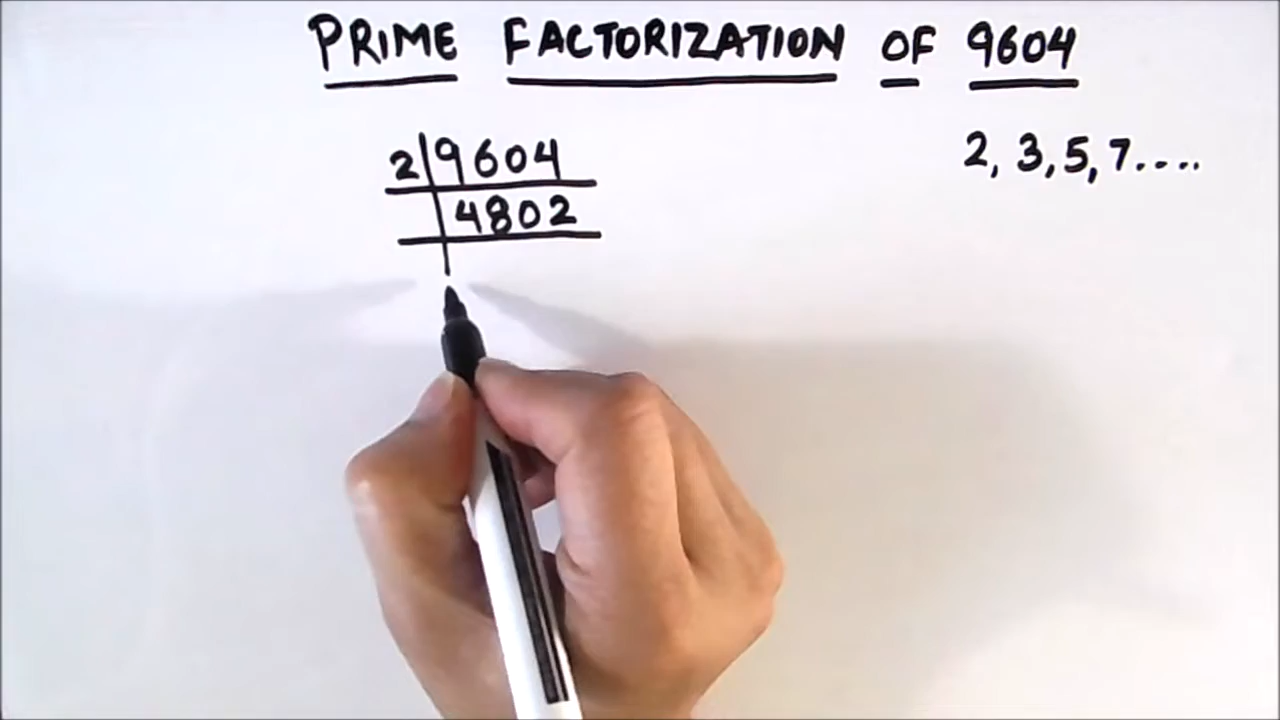 PRIME FACTORIZATION OF 9604
2, 3, 5, 7....
2 | 9604
4802